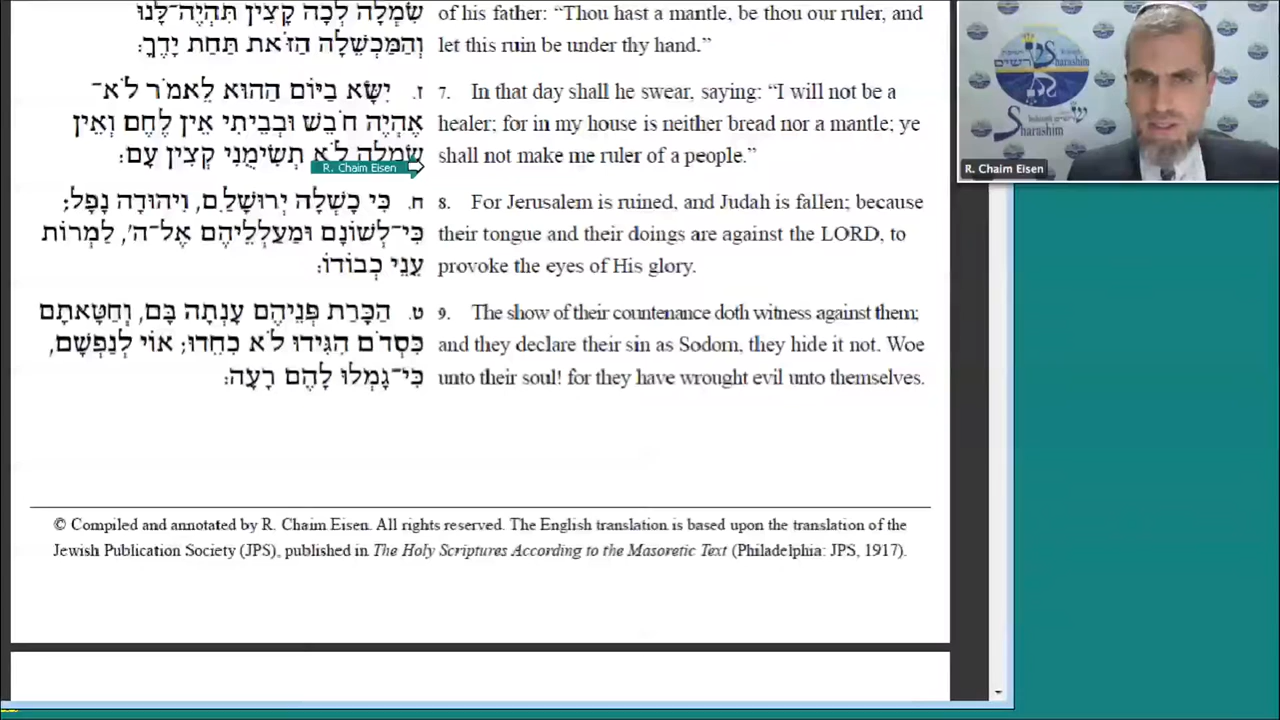 שִׂמְלָה לְכָה קָצִין תִּהְיֶה־לָּנוּ
וְהַמַּכְשֵׁלָה הַזֹּאת תַּחַת יָדֶךָ:
ז. יִשָּׂא בַיּוֹם הַהוּא לֵאמֹר לֹא־
אֶהְיֶה חֹבֵשׁ וּבְבֵיתִי אֵין לֶחֶם וְאֵין
שִׂמְלָה לֹא תְשִׂימֻנִי קְצִין עָם:
ח. כִּי כָשְׁלָה יְרוּשָׁלַ‍ִם, וִיהוּדָה נָפָל;
כִּי־לְשׁוֹנָם וּמַעַלְלֵיהֶם אֶל־ה', לַמְרוֹת
עֵנֵי כְבוֹדוֹ:
ט. הַכָּרַת פְּנֵיהֶם עָנְתָה בָּם, וְחַטָּאתָם
כִּסְדֹם הִגִּידוּ לֹא כִחֵדוּ; אוֹי לְנַפְשָׁם,
כִּי־גָמְלוּ לָהֶם רָעָה:
of his father: “Thou hast a mantle, be thou our ruler, and
let this ruin be under thy hand.”
7. In that day shall he swear, saying: “I will not be a
healer; for in my house is neither bread nor a mantle; ye
shall not make me ruler of a people.”
8. For Jerusalem is ruined, and Judah is fallen; because
their tongue and their doings are against the LORD, to
provoke the eyes of His glory.
9. The show of their countenance doth witness against them;
and they declare their sin as Sodom, they hide it not. Woe
unto their soul! for they have wrought evil unto themselves.
R. Chaim Eisen
© Compiled and annotated by R. Chaim Eisen. All rights reserved. The English translation is based upon the translation of the
Jewish Publication Society (JPS), published in The Holy Scriptures According to the Masoretic Text (Philadelphia: JPS, 1917).
שרשים
Sharashim
Sharashim
R. Chaim Eisen